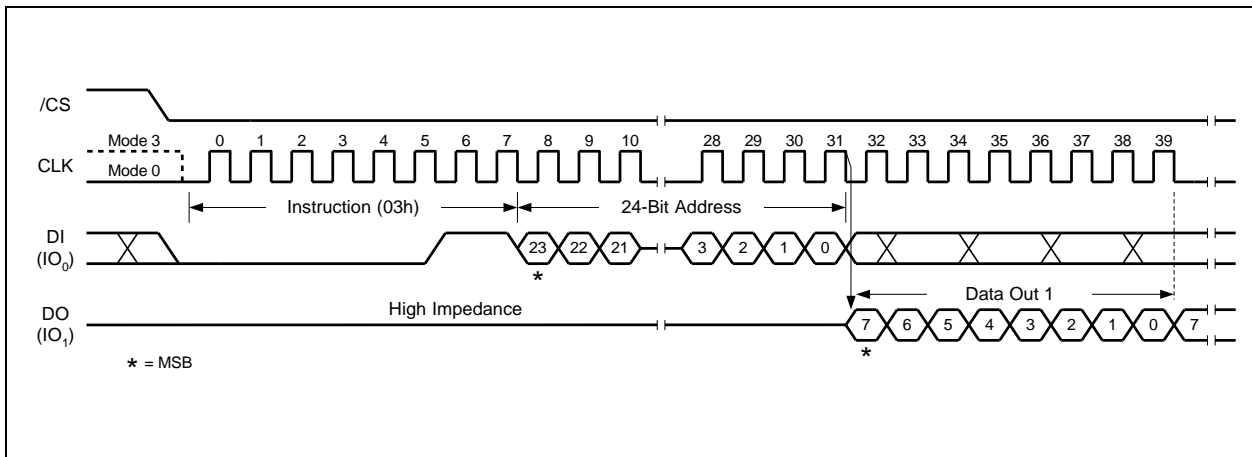 /CS
Mode 3
0 1 2 3 4 5 6 7 8 9 10 28 29 30 31 32 33 34 35 36 37 38 39
CLK
Mode 0
Instruction (03h)
24-Bit Address
DI
(IO0)
23 22 21 3 2 1 0
*
Data Out 1
High Impedance
DO
(IO1)
7 6 5 4 3 2 1 0 7
*
* = MSB